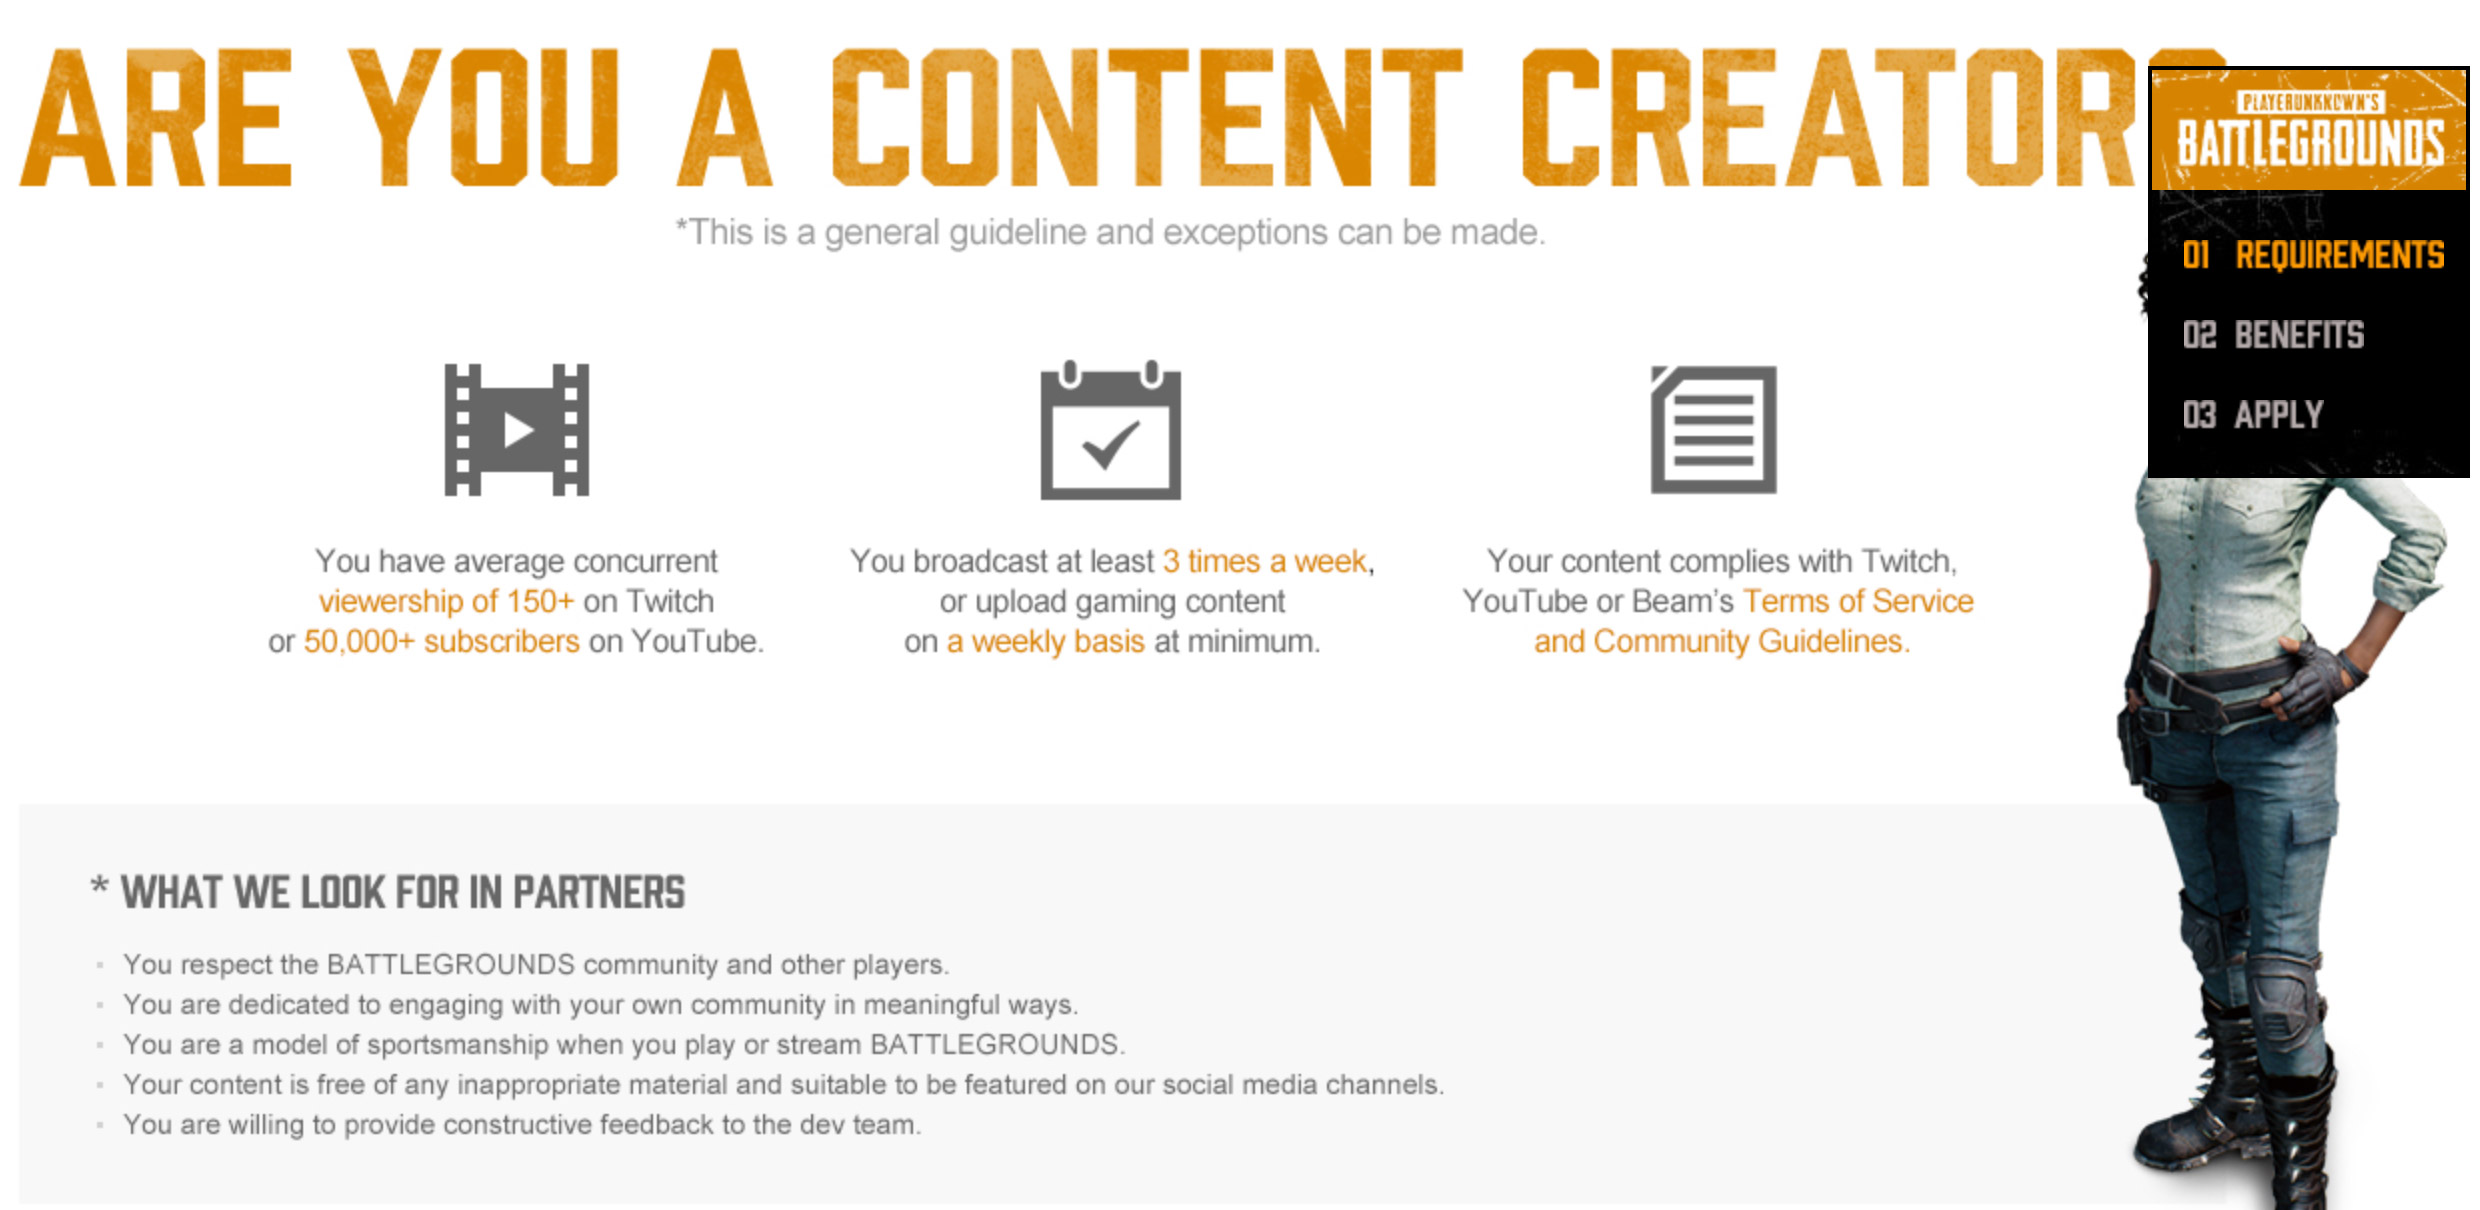 ARE YOU A CONTENT CREATOR
*This is a general guideline and exceptions can be made.
You have average concurrent
viewership of 150+ on Twitch
or 50,000+ subscribers on YouTube.
You broadcast at least 3 times a week,
or upload gaming content
on a weekly basis at minimum.
Your content complies with Twitch,
YouTube or Beam's Terms of Service
and Community Guidelines.
* WHAT WE LOOK FOR IN PARTNERS
You respect the BATTLEGROUNDS community and other players.
You are dedicated to engaging with your own community in meaningful ways.
You are a model of sportsmanship when you play or stream BATTLEGROUNDS.
Your content is free of any inappropriate material and suitable to be featured on our social media channels.
You are willing to provide constructive feedback to the dev team.
PLAYERUNKNOWN'S
BATTLEGROUNDS
01 REQUIREMENTS
02 BENEFITS
03 APPLY